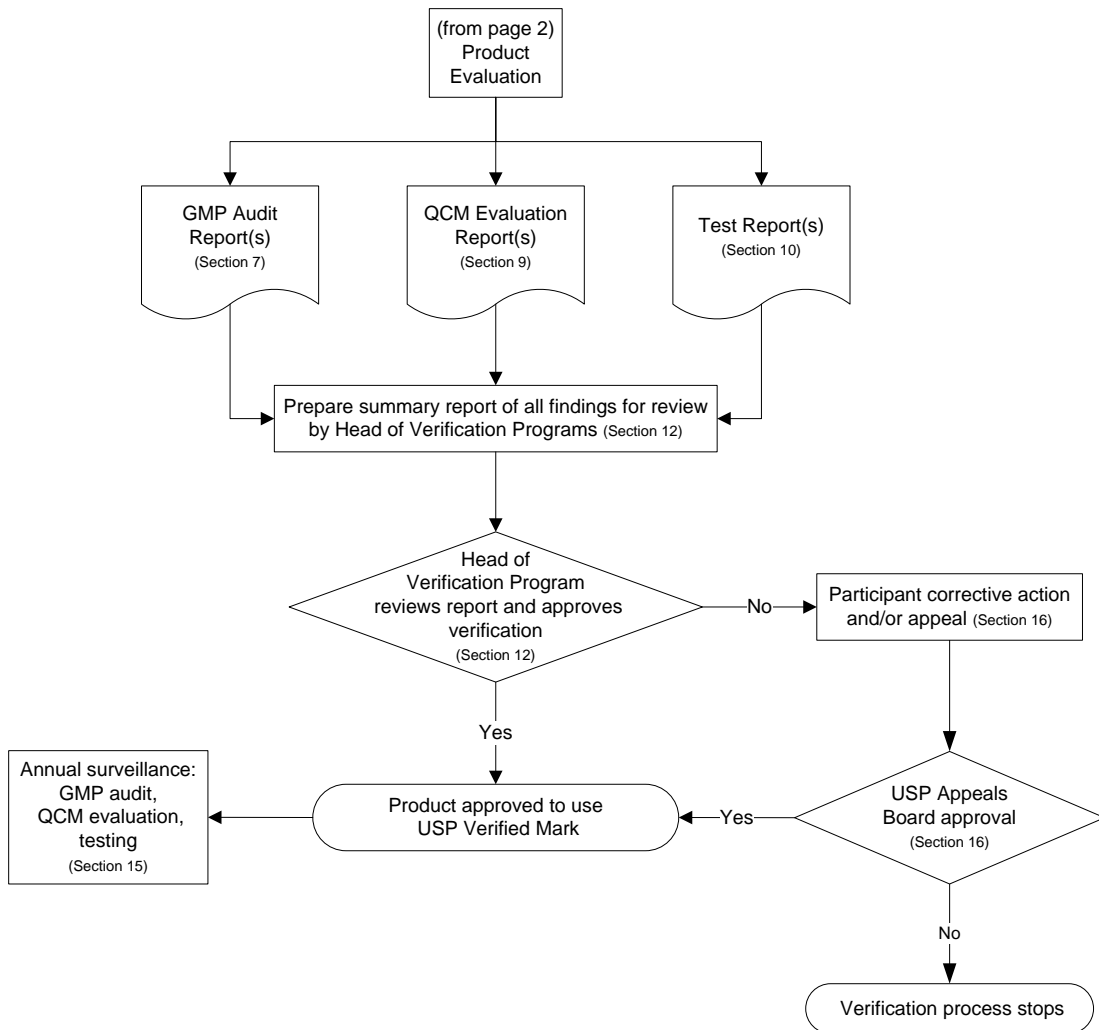 (from page 2)
Product
Evaluation
GMP Audit
Report(s)
(Section 7)
QCM Evaluation
Report(s)
(Section 9)
Test Report(s)
(Section 10)
Prepare summary report of all findings for review
by Head of Verification Programs (Section 12)
Head of
Verification Program
reviews report and approves
verification
(Section 12)
No
Participant corrective action
and/or appeal (Section 16)
Yes
Annual surveillance:
GMP audit,
QCM evaluation,
testing
(Section 15)
Product approved to use
USP Verified Mark
Yes
USP Appeals
Board approval
(Section 16)
No
Verification process stops